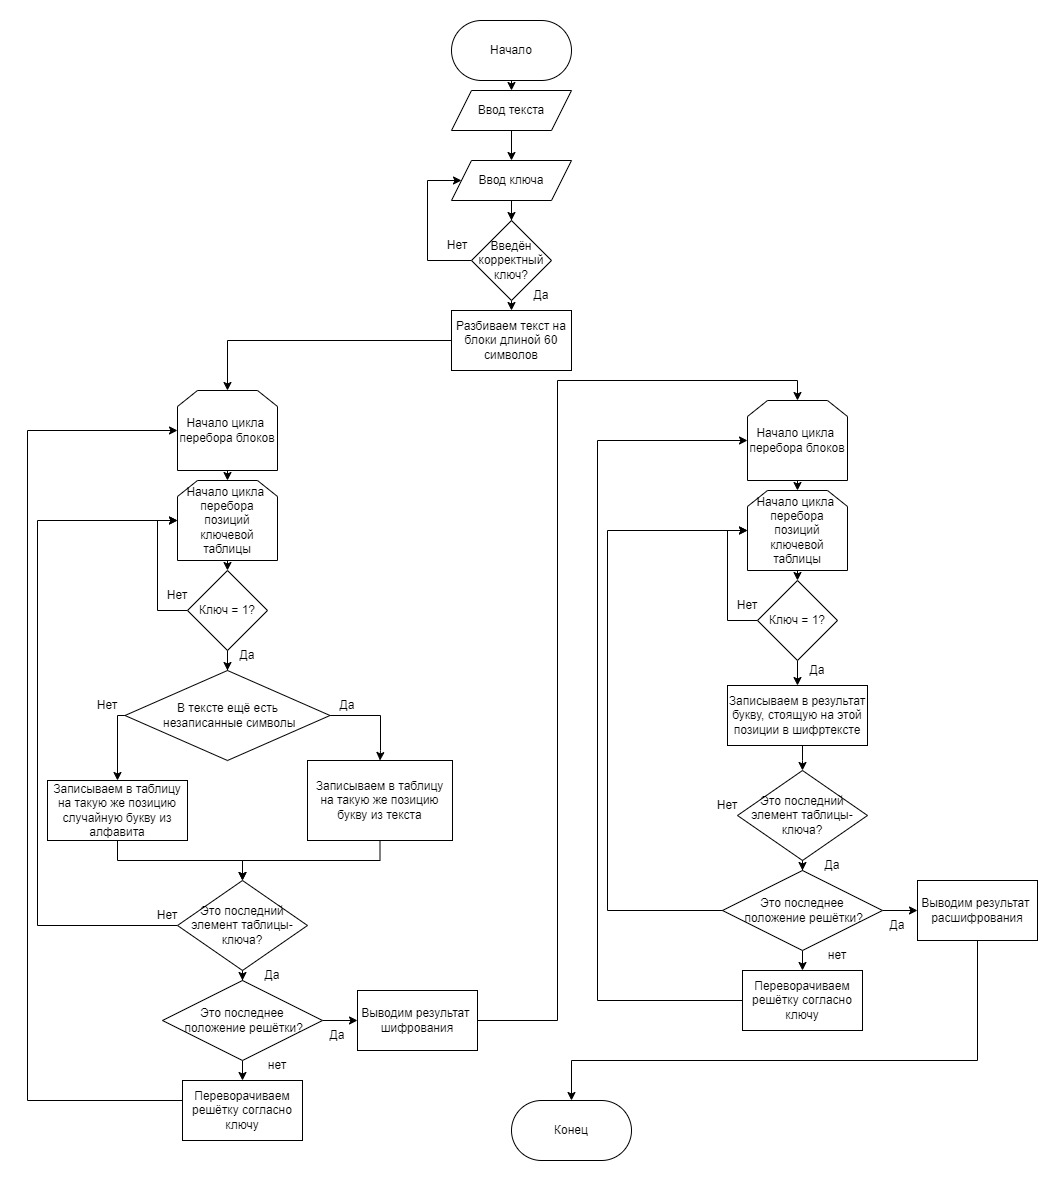 Начало
Ввод текста
Ввод ключа
Нет
Введён
корректный
ключ?
Да
Разбиваем текст на
блоки длиной 60
символов
Начало цикла
перебора блоков
Начало цикла
перебора
позиций
ключевой
таблицы
Нет
Ключ = 1?
Да
Нет
В тексте ещё есть
незаписанные символы
Да
Записываем в таблицу
на такую же позицию
случайную букву из
алфавита
Записываем в таблицу
на такую же позицию
букву из текста
Нет
Это последний
элемент таблицы-
ключа?
Да
Это последнее
положение решётки?
Да
Выводим результат
шифрования
нет
Переворачиваем
решётку согласно
ключу
Начало цикла
перебора блоков
Начало цикла
перебора
позиций
ключевой
таблицы
Нет
Ключ = 1?
Да
Записываем в результат
букву, стоящую на этой
позиции в шифртексте
Нет
Это последний
элемент таблицы-
ключа?
Да
Это последнее
положение решётки?
Да
Выводим результат
расшифрования
нет
Переворачиваем
решётку согласно
ключу
Конец